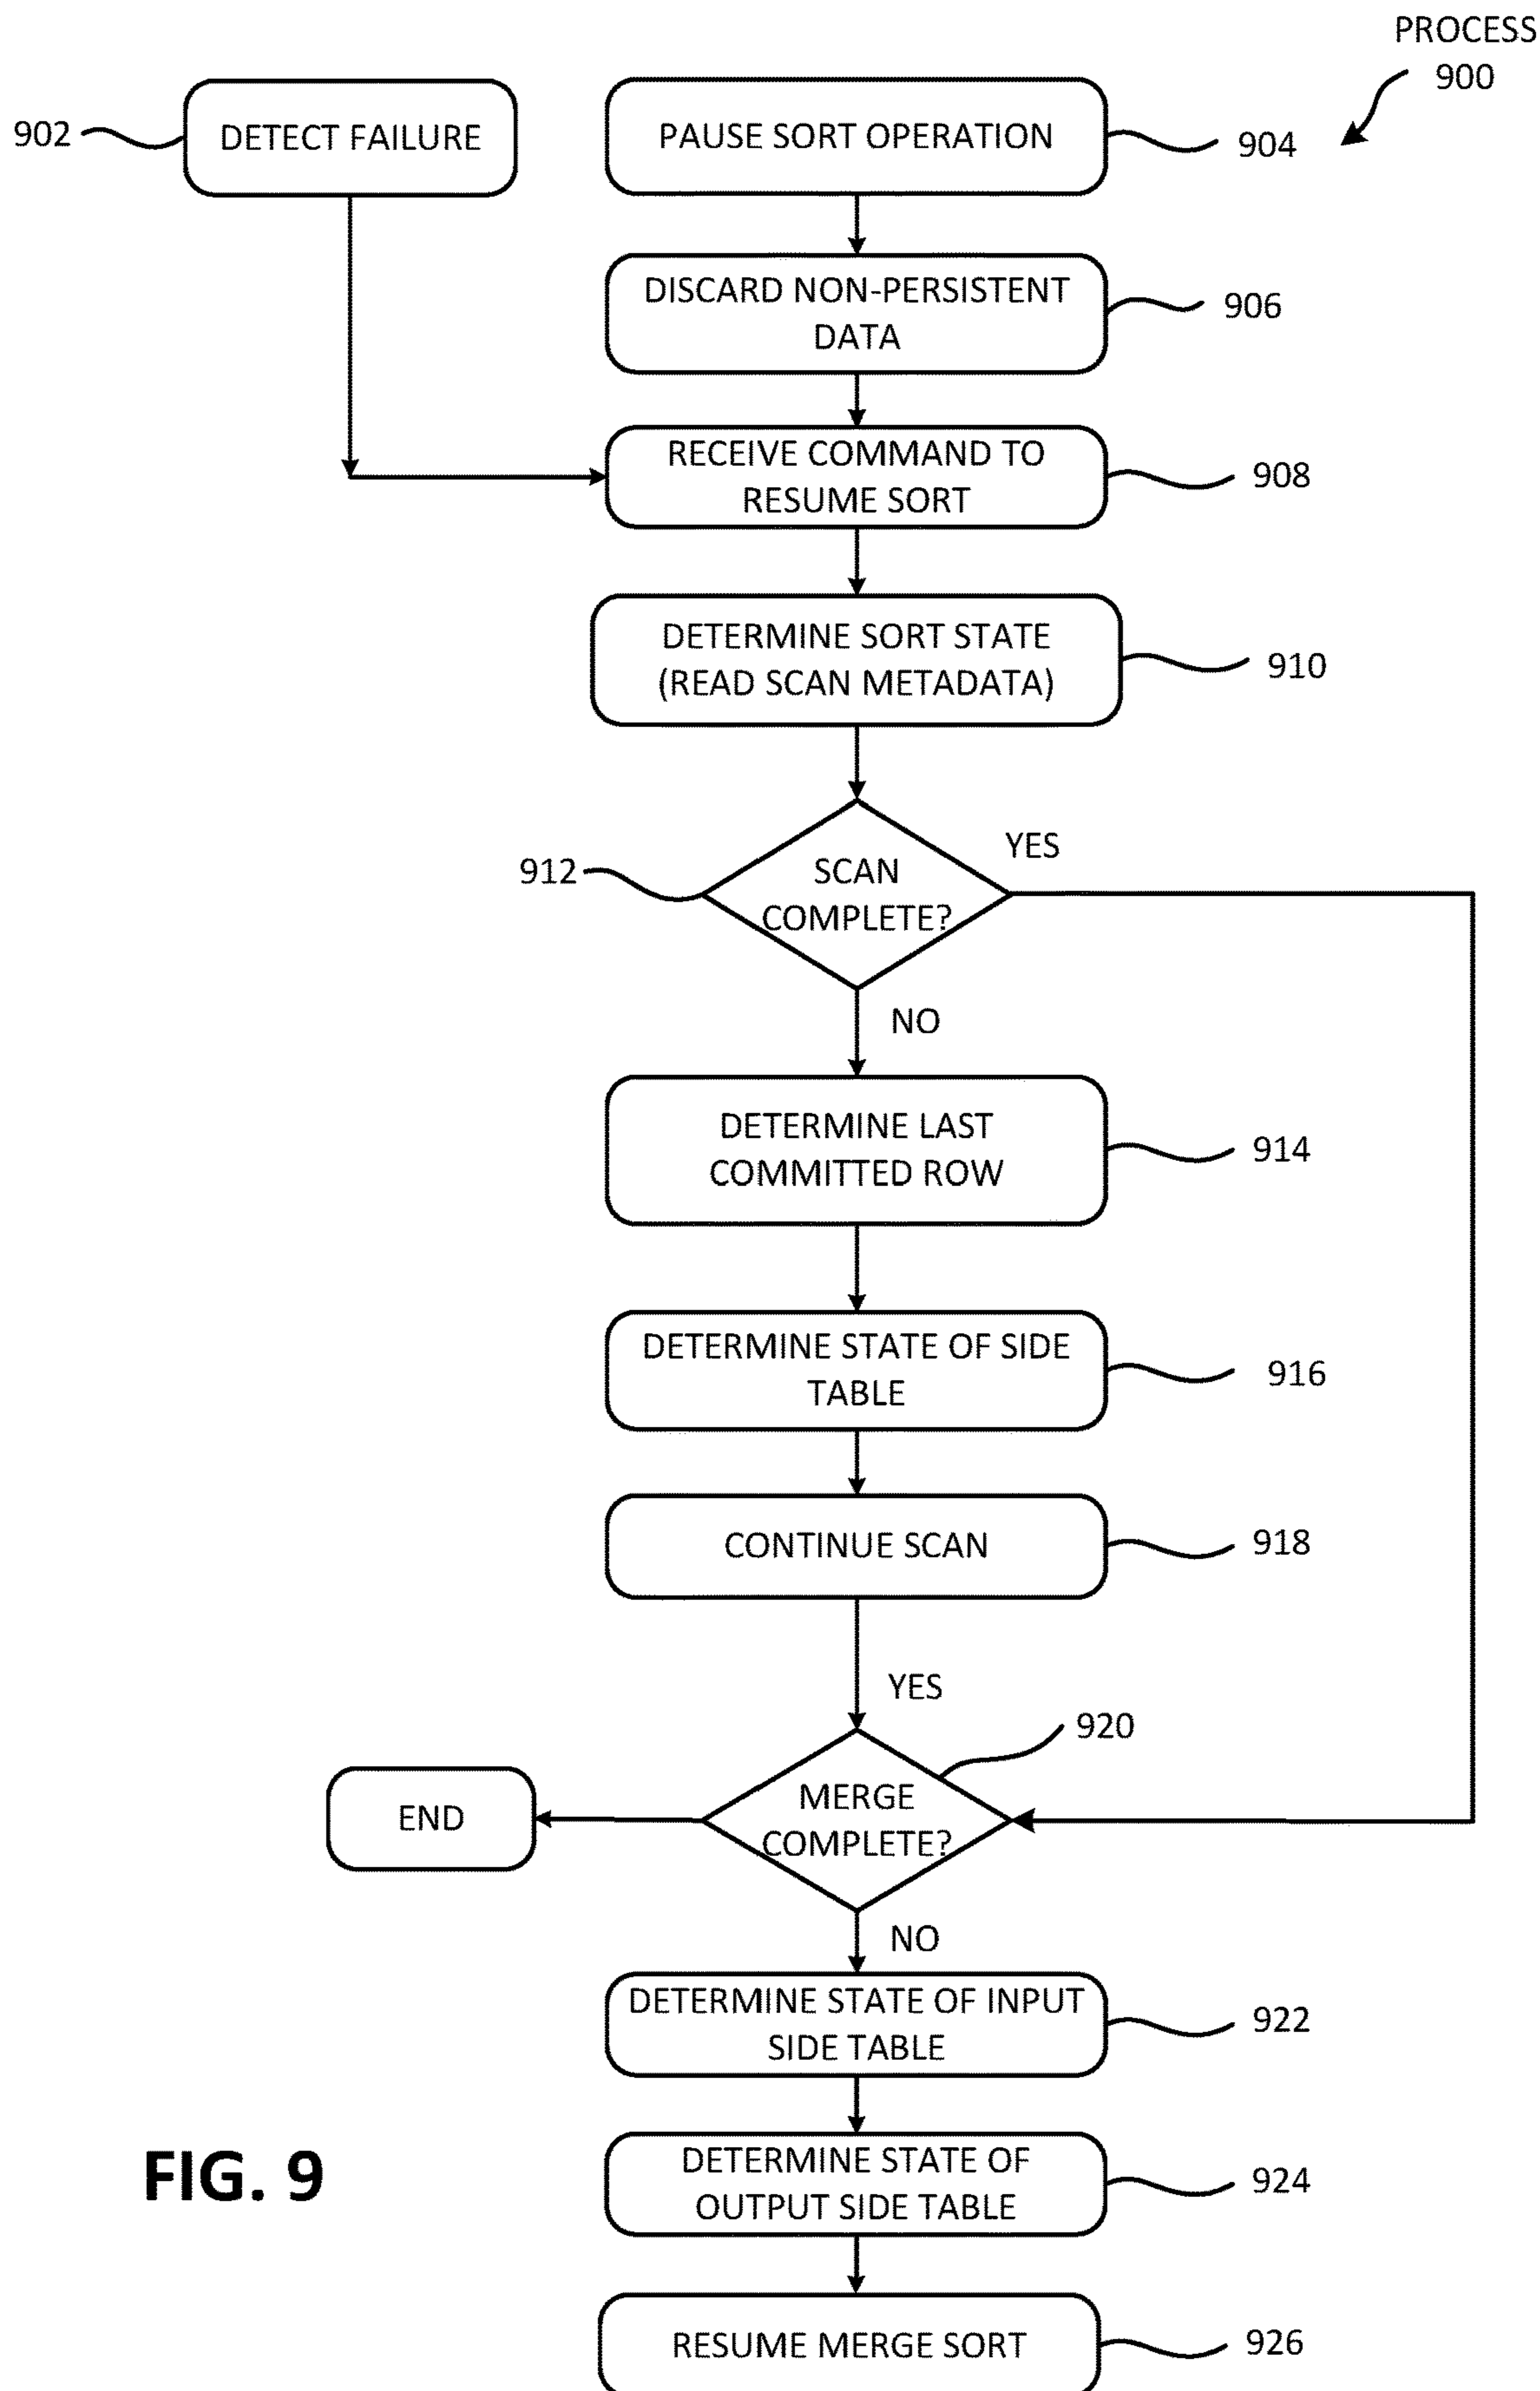 PROCESS
900
902
DETECT FAILURE
PAUSE SORT OPERATION
904
DISCARD NON-PERSISTENT
DATA
906
RECEIVE COMMAND TO
RESUME SORT
908
DETERMINE SORT STATE
(READ SCAN METADATA)
910
912
SCAN
COMPLETE?
YES
NO
DETERMINE LAST
COMMITTED ROW
914
DETERMINE STATE OF SIDE
TABLE
916
CONTINUE SCAN
918
YES
920
END
MERGE
COMPLETE?
NO
DETERMINE STATE OF INPUT
SIDE TABLE
922
DETERMINE STATE OF
OUTPUT SIDE TABLE
924
FIG. 9
RESUME MERGE SORT
926